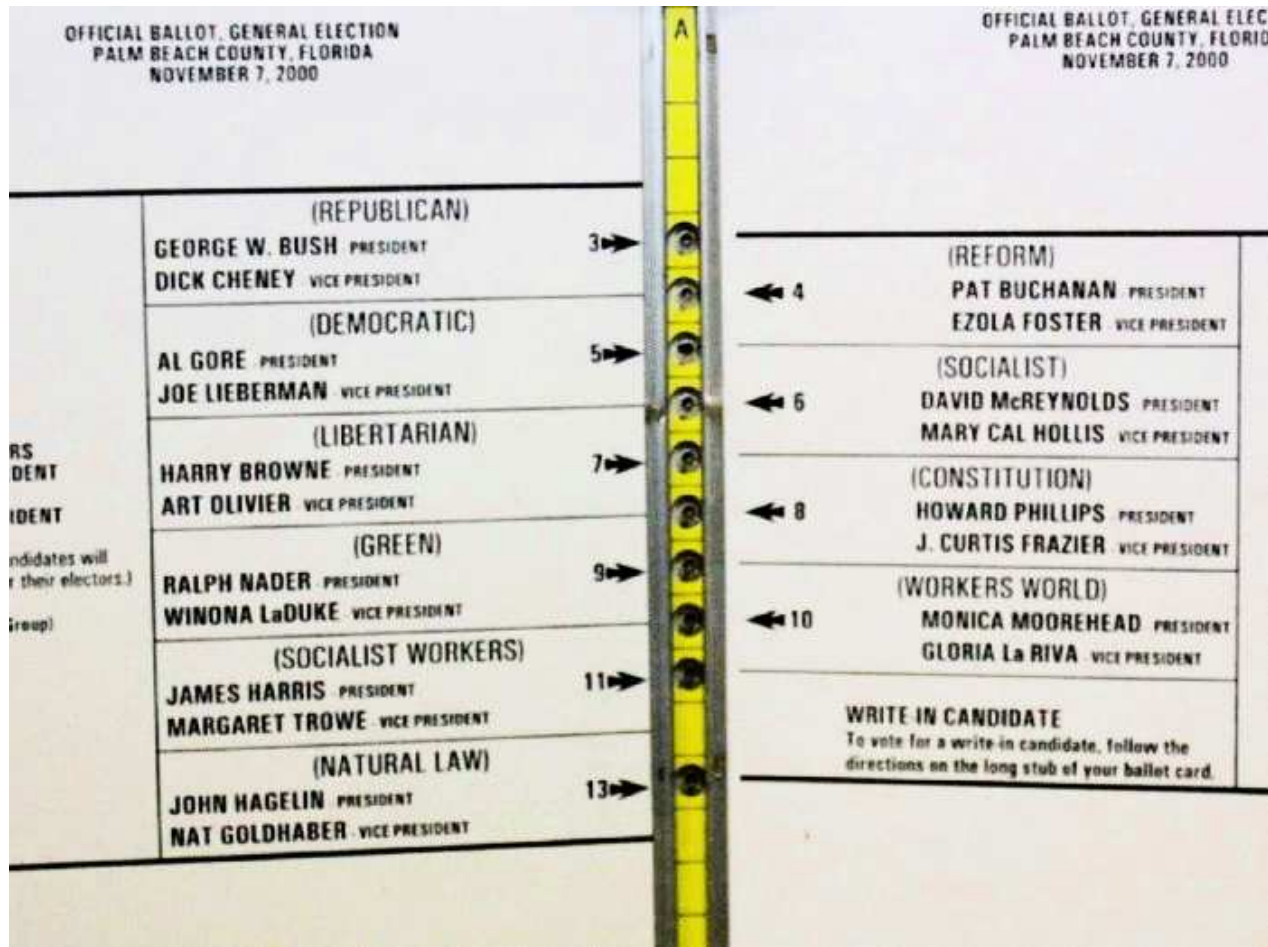 OFFICIAL BALLOT, GENERAL ELECTION
PALM BEACH COUNTY, FLORIDA
NOVEMBER 7, 2000
RS
DENT
IDENT
ndidates will
r their electors.)
Group)
(REPUBLICAN)
GEORGE W. BUSH PRESIDENT
DICK CHENEY VICE PRESIDENT
3
(DEMOCRATIC)
AL GORE PRESIDENT
JOE LIEBERMAN VICE PRESIDENT
5
(LIBERTARIAN)
HARRY BROWNE PRESIDENT
ART OLIVIER VICE PRESIDENT
7
(GREEN)
RALPH NADER PRESIDENT
WINONA LaDUKE VICE PRESIDENT
9
(SOCIALIST WORKERS)
JAMES HARRIS PRESIDENT
MARGARET TROWE VICE PRESIDENT
11
(NATURAL LAW)
JOHN HAGELIN PRESIDENT
NAT GOLDHABER VICE PRESIDENT
13
A
OFFICIAL BALLOT, GENERAL ELEC
PALM BEACH COUNTY, FLORID
NOVEMBER 7, 2000
(REFORM)
4 PAT BUCHANAN PRESIDENT
EZOLA FOSTER VICE PRESIDENT
(SOCIALIST)
6 DAVID McREYNOLDS PRESIDENT
MARY CAL HOLLIS VICE PRESIDENT
(CONSTITUTION)
8 HOWARD PHILLIPS PRESIDENT
J. CURTIS FRAZIER VICE PRESIDENT
(WORKERS WORLD)
10 MONICA MOOREHEAD PRESIDENT
GLORIA La RIVA VICE PRESIDENT
WRITE IN CANDIDATE
To vote for a write-in candidate, follow the
directions on the long stub of your ballot card.